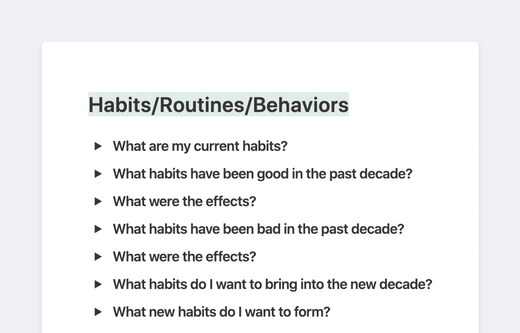 Habits/Routines/Behaviors
What are my current habits?
What habits have been good in the past decade?
What were the effects?
What habits have been bad in the past decade?
What were the effects?
What habits do I want to bring into the new decade?
What new habits do I want to form?